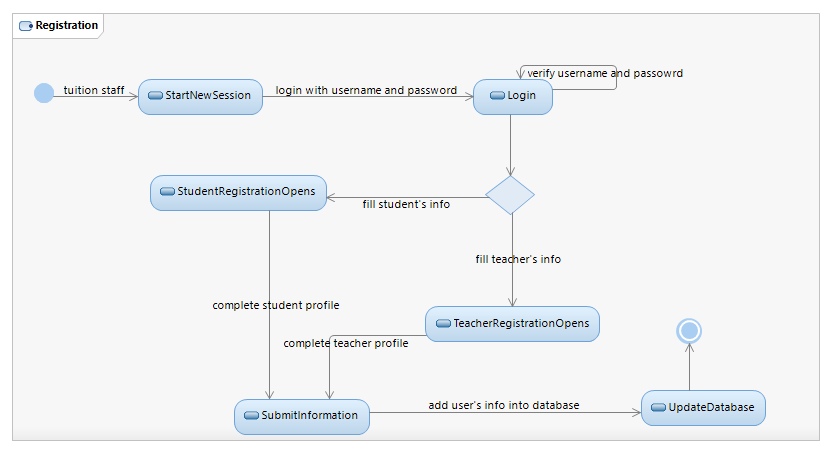 Registration
verify username and passowrd
tuition staff
StartNewSession
login with username and password
Login
StudentRegistrationOpens
fill student's info
fill teacher's info
complete student profile
TeacherRegistrationOpens
complete teacher profile
add user's info into database
SubmitInformation
UpdateDatabase